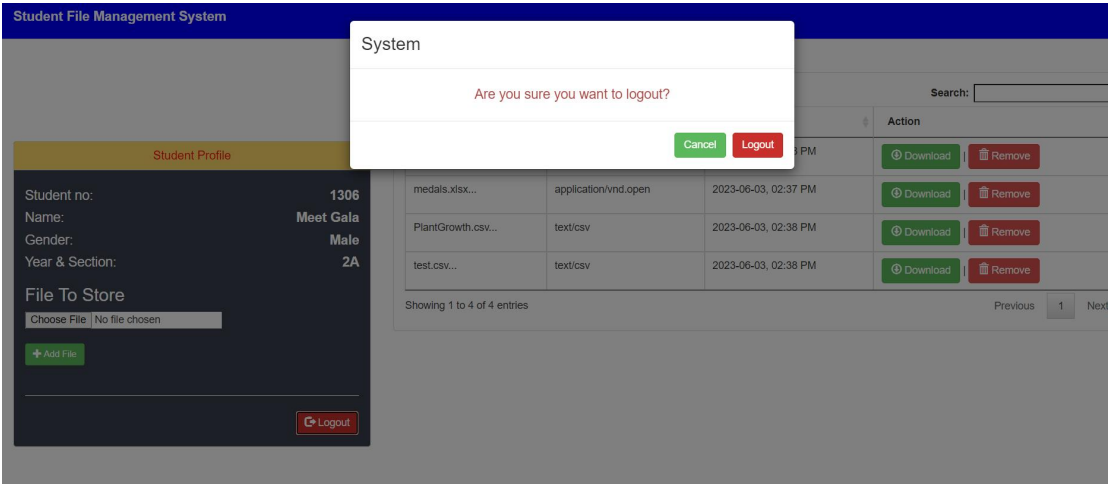 Student File Management System
System
Are you sure you want to logout?
Cancel Logout
Search:
Action
PM
Download | Remove
medals.xlsx... application/vnd.open 2023-06-03, 02:37 PM Download | Remove
PlantGrowth.csv... text/csv 2023-06-03, 02:38 PM Download | Remove
test.csv... text/csv 2023-06-03, 02:38 PM Download | Remove
Showing 1 to 4 of 4 entries
Previous 1 Next
Student Profile
Student no: 1306
Name: Meet Gala
Gender: Male
Year & Section: 2A
File To Store
Choose File No file chosen
+ Add File
Logout